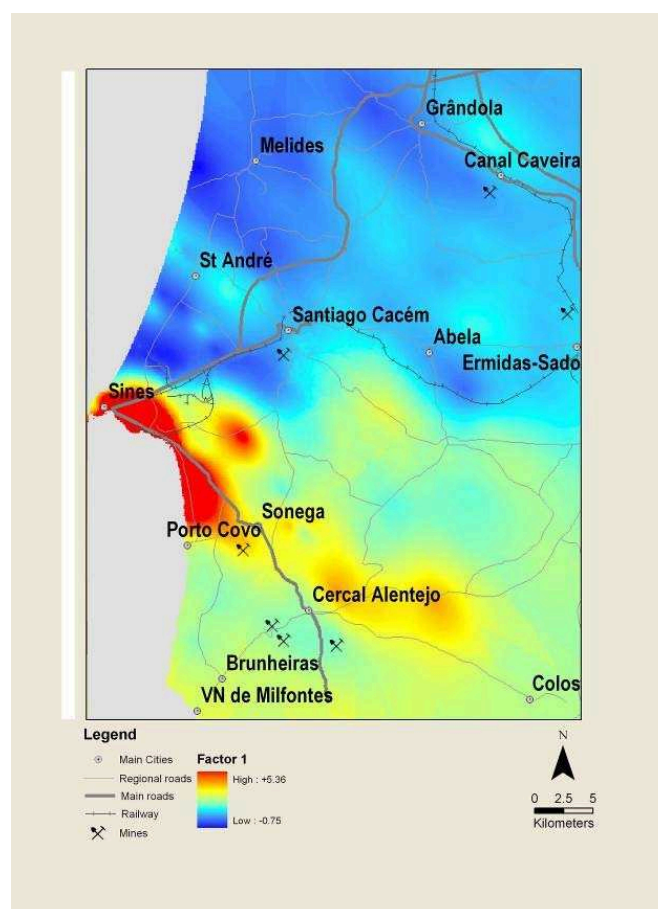 Grândola
Melides
Canal Caveira
St André
Santiago Cacém
Abela
Ermidas-Sado
Sines
Sonega
Porto Covo
Cercal Alentejo
Brunheiras
Colos
VN de Milfontes
Legend
Main Cities
Regional roads
Main roads
Railway
Mines
Factor 1
High : +5.36
Low : -0.75
N
0 2.5 5
Kilometers